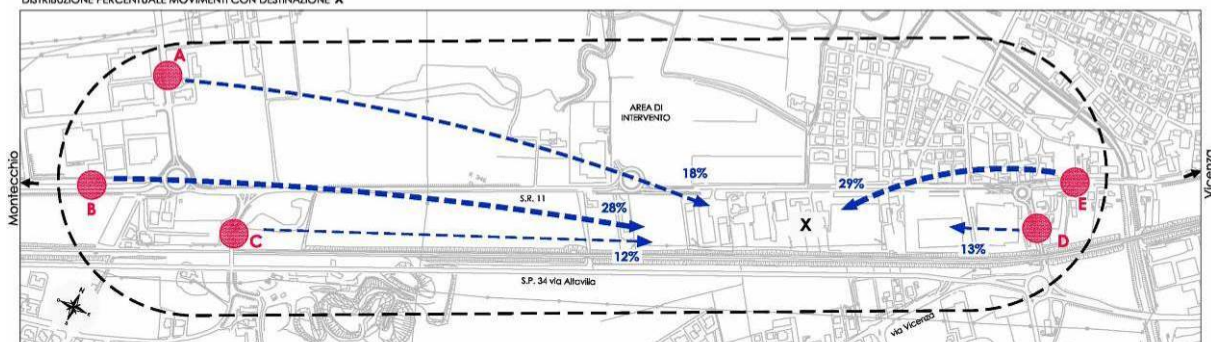 DISTRIBUZIONE PERCENTUALE MOVIMENTI CON DESTINAZIONE X
A
AREA DI
INTERVENTO
Montecchio
Vicenza
18%
29%
E
B
S.R. 11
28%
X
C
D
12%
13%
S.P. 34 via Altavilla
via Vicenza